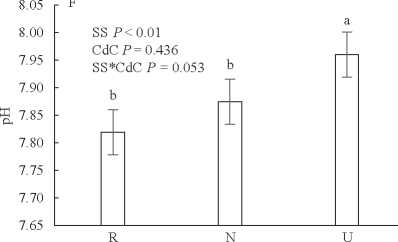 8.05
F
SS P < 0.01
CdC P = 0.436
SS*CdC P = 0.053
a
8.00
7.95
b
b
7.90
7.85
7.80
7.75
7.70
7.65
pH
R N U